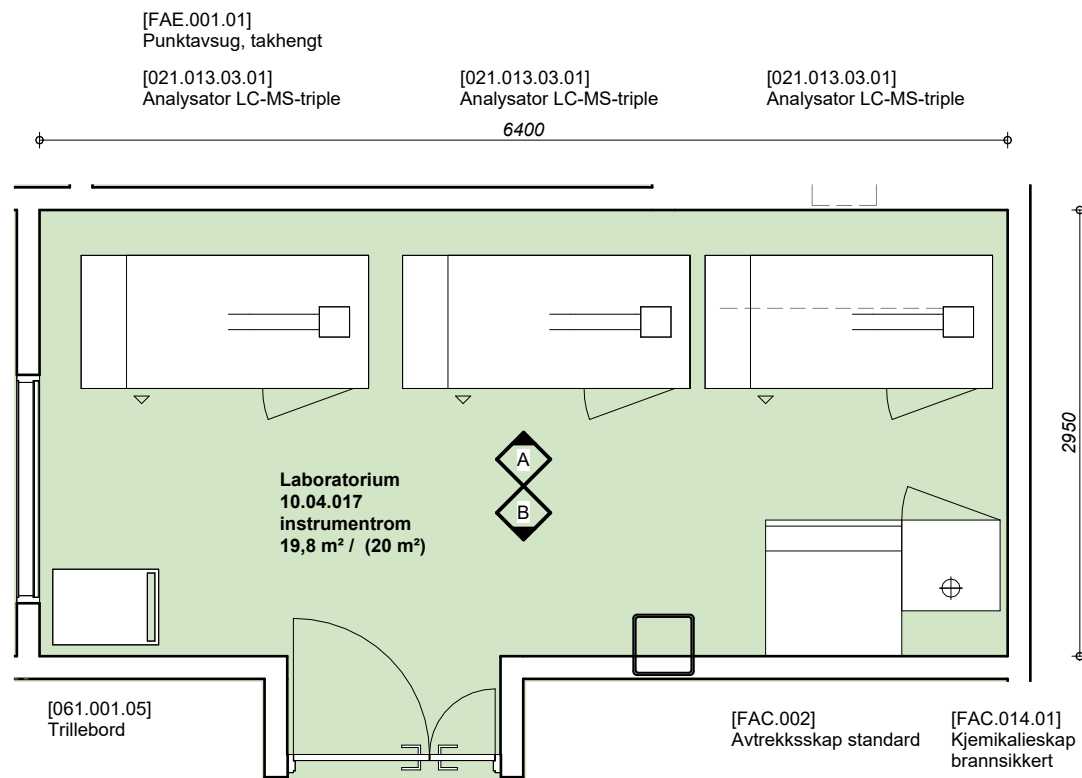 [FAE.001.01]
Punktavsug, takhengt
[021.013.03.01]
Analysator LC-MS-triple
[021.013.03.01]
Analysator LC-MS-triple
[021.013.03.01]
Analysator LC-MS-triple
6400
2950
A
B
Laboratorium
10.04.017
instrumentrom
19,8 m² / (20 m²)
[061.001.05]
Trillebord
[FAC.002]
Avtrekksskap standard
[FAC.014.01]
Kjemikalieskap
brannsikkert